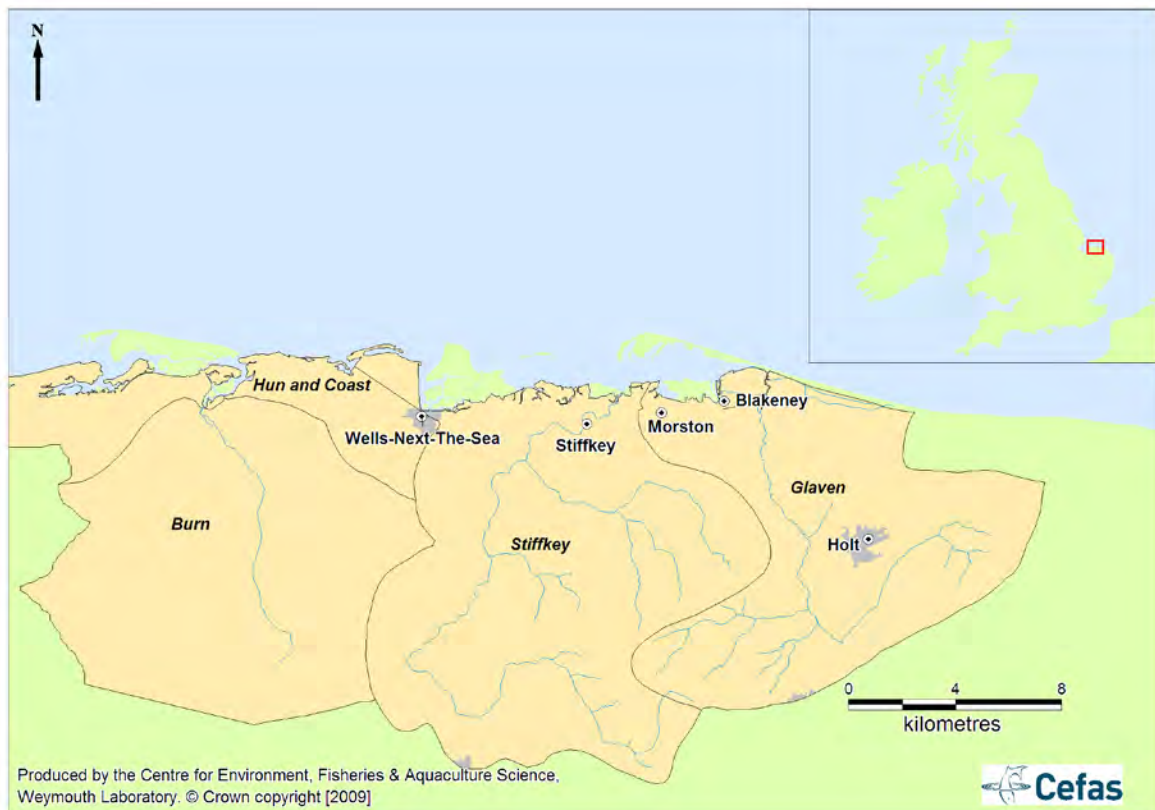 N
Hun and Coast
Wells-Next-The-Sea
Stiffkey
Morston
Blakeney
Burn
Stiffkey
Glaven
Holt
0 4 8
kilometres
Produced by the Centre for Environment, Fisheries & Aquaculture Science,
Weymouth Laboratory. © Crown copyright [2009]
Cefas